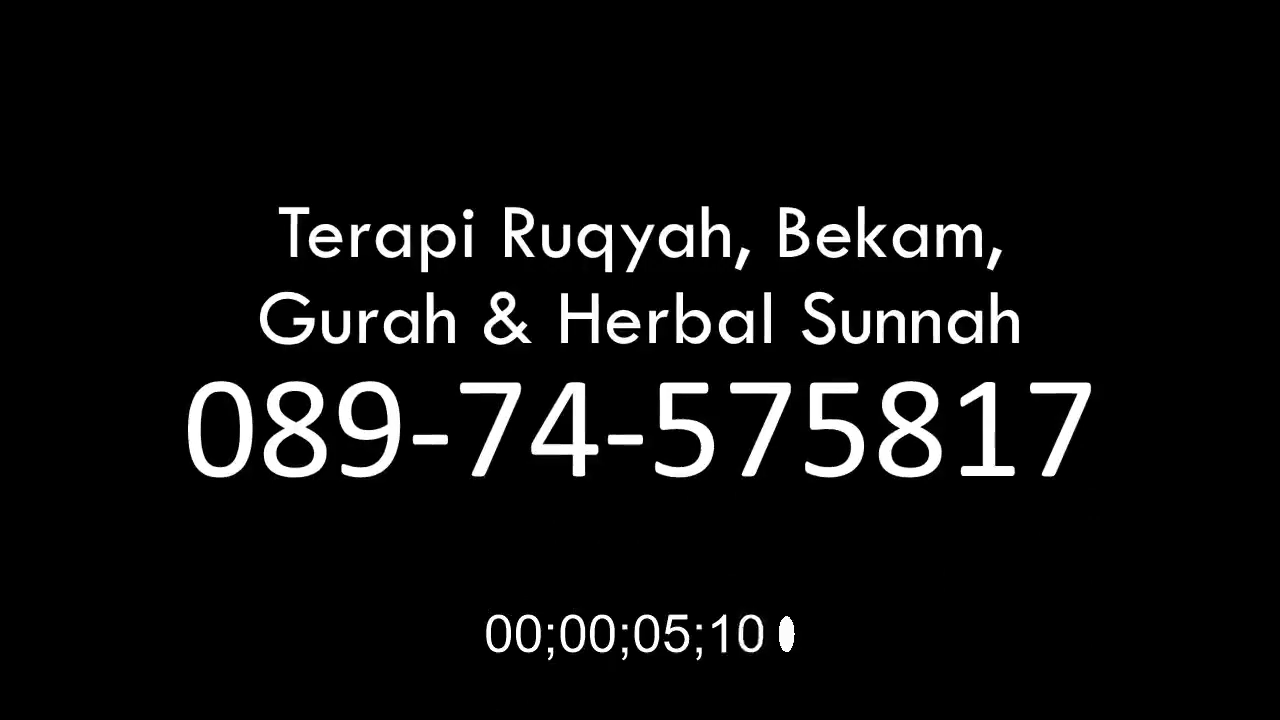 Terapi Ruqyah, Bekam,
Gurah & Herbal Sunnah
089-74-575817
00;00;05;10